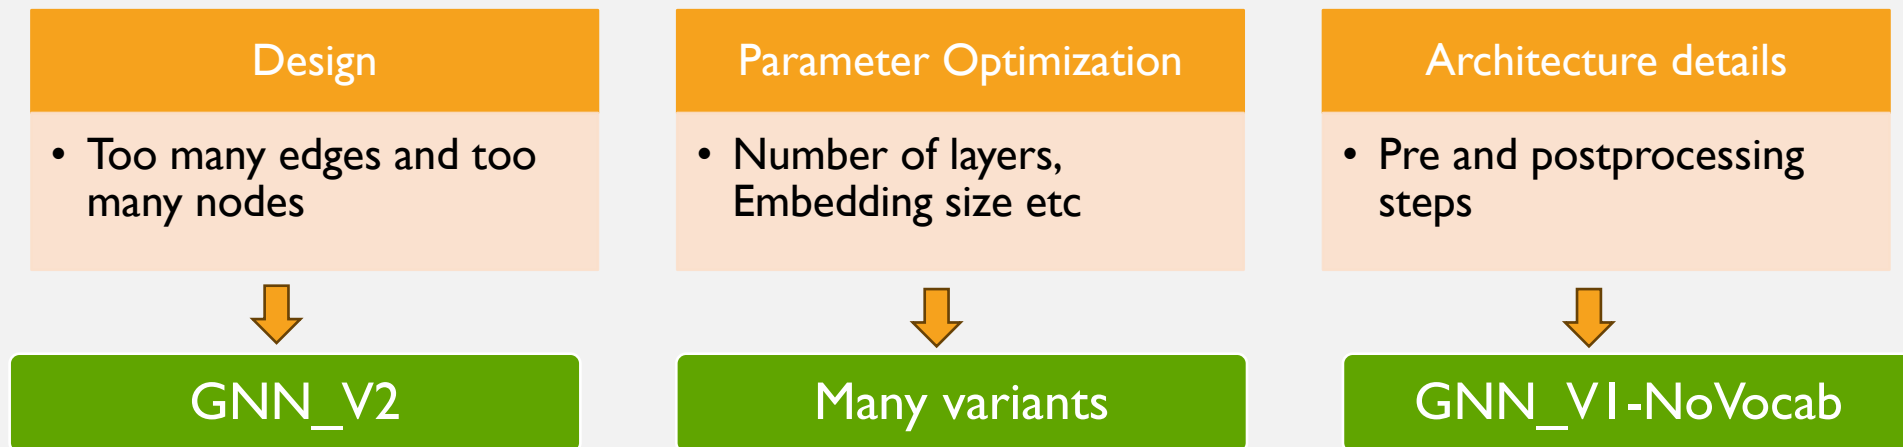 Design
• Too many edges and too
many nodes
GNN_V2
Parameter Optimization
• Number of layers,
Embedding size etc
Many variants
Architecture details
• Pre and postprocessing
steps
GNN_V1-NoVocab